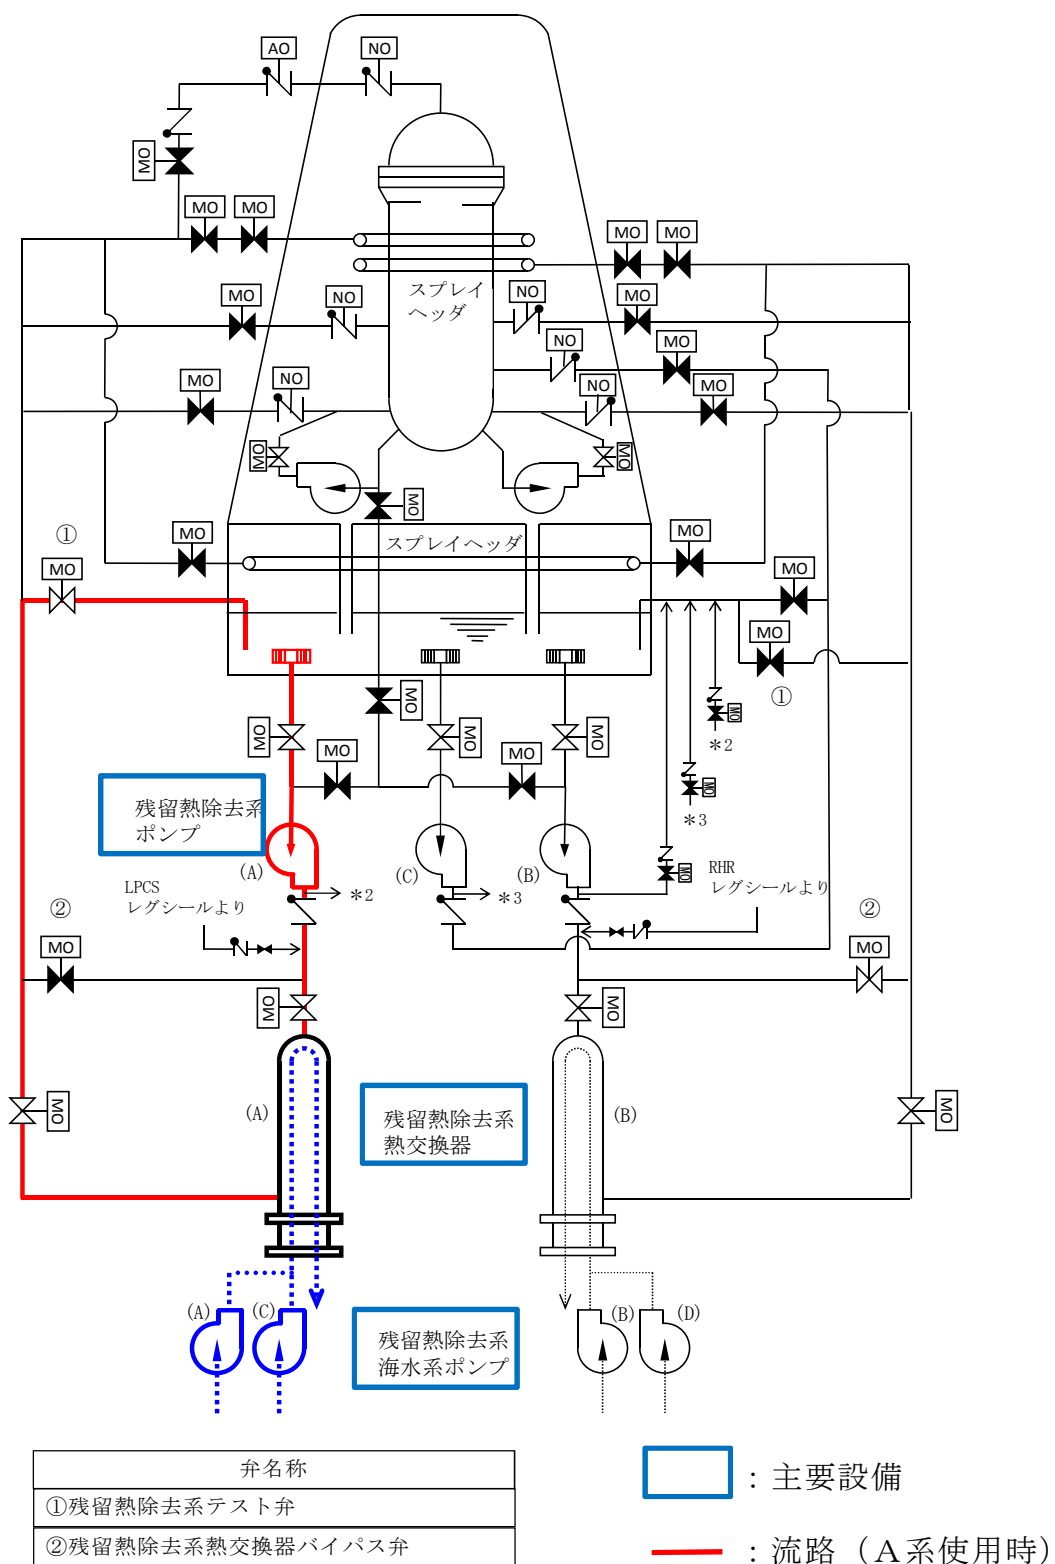 AO
NO
MO
MO
MO
MO
MO
スプレイ
ヘッダ
MO
NO
NO
MO
NO
MO
MO
NO
NO
MO
MO
MO
MO
MO
①
MO
MO
スプレイヘッダ
MO
MO
MO
①
MO
MO
MO
MO
MO
MO
MO
＊2
MO
＊3
残留熱除去系
ポンプ
(A)
(C)
(B)
MO
RHR
レグシールより
LPCS
レグシールより
＊2
＊3
②
②
MO
MO
MO
MO
MO
(A)
残留熱除去系
熱交換器
(B)
MO
(A)
(C)
残留熱除去系
海水系ポンプ
(B)
(D)
弁名称
①残留熱除去系テスト弁
②残留熱除去系熱交換器バイパス弁
：主要設備
：流路（Ａ系使用時）